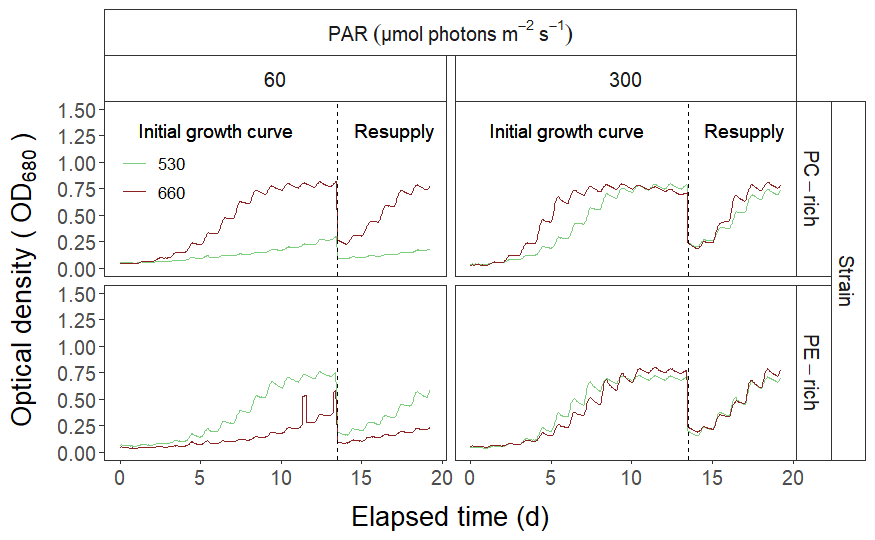 PAR (µmol photons m⁻² s⁻¹)
60 300
1.50 Initial growth curve Resupply Initial growth curve Resupply
1.25
1.00 530
0.75 660
0.50
0.25
0.00
PC – rich
1.50
1.25
1.00
0.75
0.50
0.25
0.00
PE – rich
Strain
Optical density ( OD₆₈₀ )
0 5 10 15 20 0 5 10 15 20
Elapsed time (d)